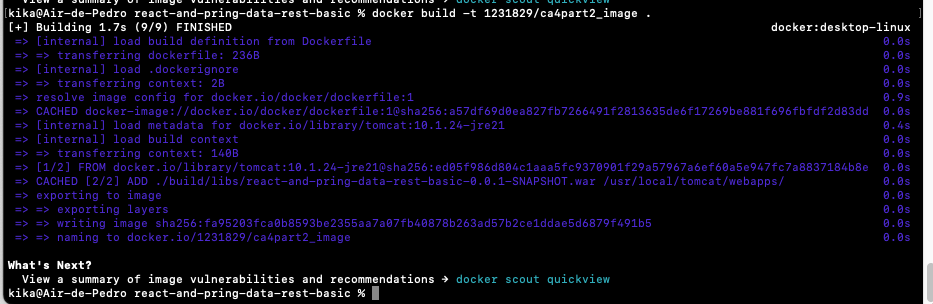 View a summary of image vulnerabilities and recommendations → docker scout quickview
[kika@Air-de-Pedro react-and-pring-data-rest-basic % docker build -t 1231829/ca4part2_image . ]
[+] Building 1.7s (9/9) FINISHED docker:desktop-linux
=> [internal] load build definition from Dockerfile 0.0s
=> => transferring dockerfile: 236B 0.0s
=> [internal] load .dockerignore 0.0s
=> => transferring context: 2B 0.0s
=> resolve image config for docker.io/docker/dockerfile:1 0.9s
=> CACHED docker-image://docker.io/docker/dockerfile:1@sha256:a57df69d0ea827fb7266491f2813635de6f17269be881f696fbfdf2d83dd 0.0s
=> [internal] load metadata for docker.io/library/tomcat:10.1.24-jre21 0.4s
=> [internal] load build context 0.0s
=> => transferring context: 140B 0.0s
=> [1/2] FROM docker.io/library/tomcat:10.1.24-jre21@sha256:ed05f986d804c1aaa5fc9370901f29a57967a6ef60a5e947fc7a8837184b8e 0.0s
=> CACHED [2/2] ADD ./build/libs/react-and-pring-data-rest-basic-0.0.1-SNAPSHOT.war /usr/local/tomcat/webapps/ 0.0s
=> exporting to image 0.0s
=> => exporting layers 0.0s
=> => writing image sha256:fa95203fca0b8593be2355aa7a07fb40878b263ad57b2ce1ddae5d6879f491b5 0.0s
=> => naming to docker.io/1231829/ca4part2_image 0.0s
What's Next?
View a summary of image vulnerabilities and recommendations → docker scout quickview
kika@Air-de-Pedro react-and-pring-data-rest-basic %